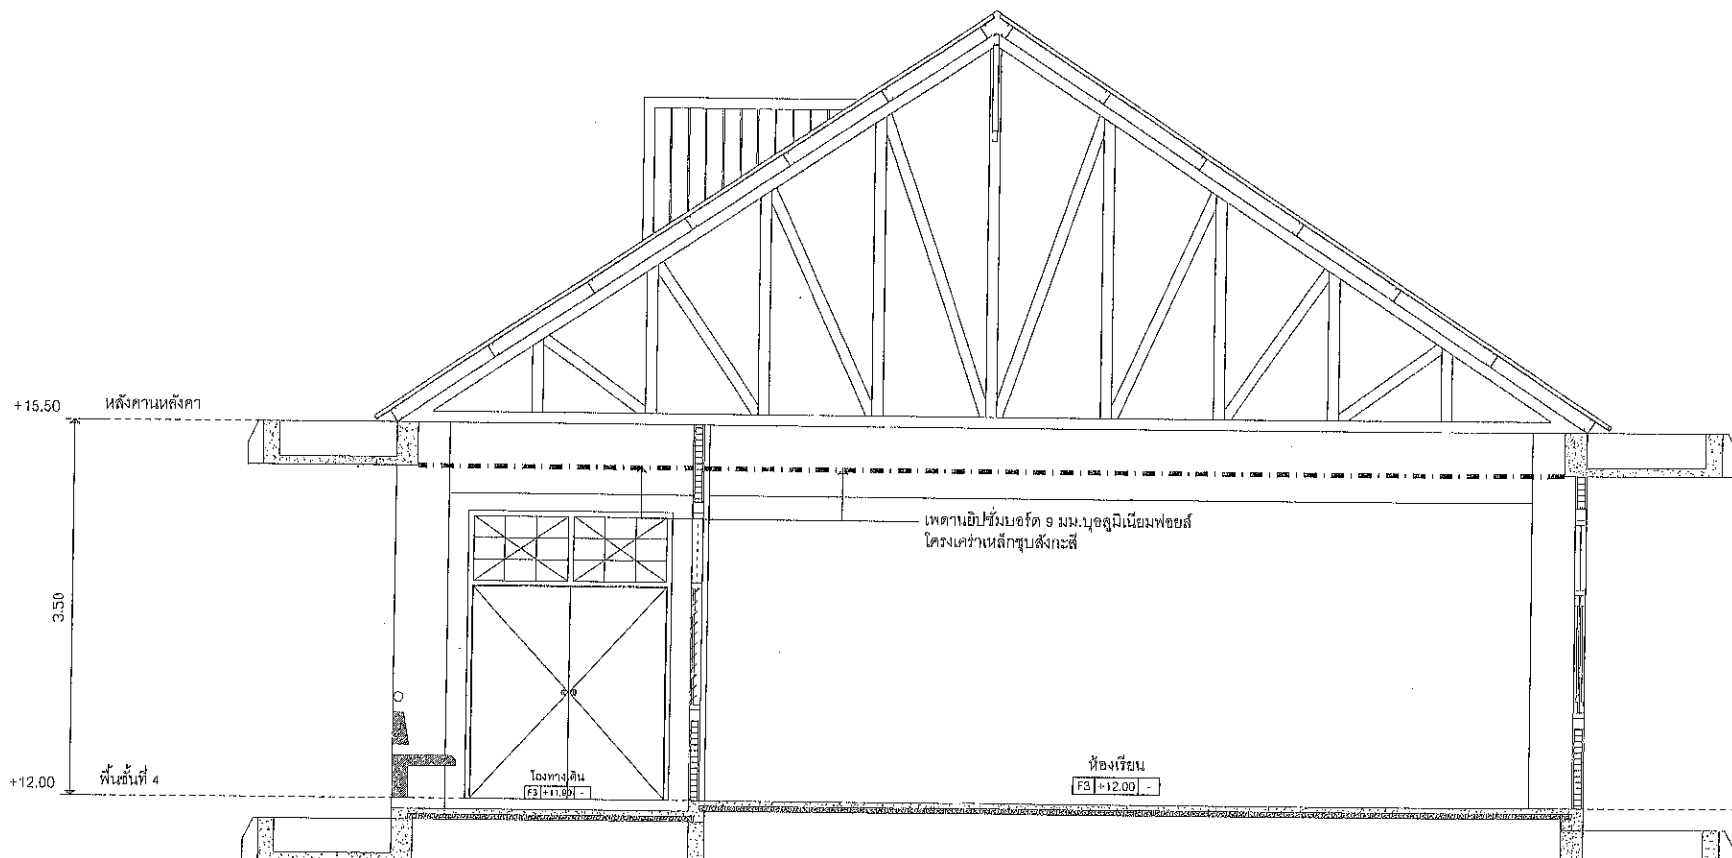 +15.50 หลังคานหลังคา
เพดานยิปซั่มบอร์ด 9 มม.บุอลูมิเนียมฟอยล์
โครงเคร่าเหล็กชุบสังกะสี
3.50
+12.00 พื้นชั้นที่ 4
โถงทางเดิน
F3 +11.90 -
ห้องเรียน
F3 +12.00 -